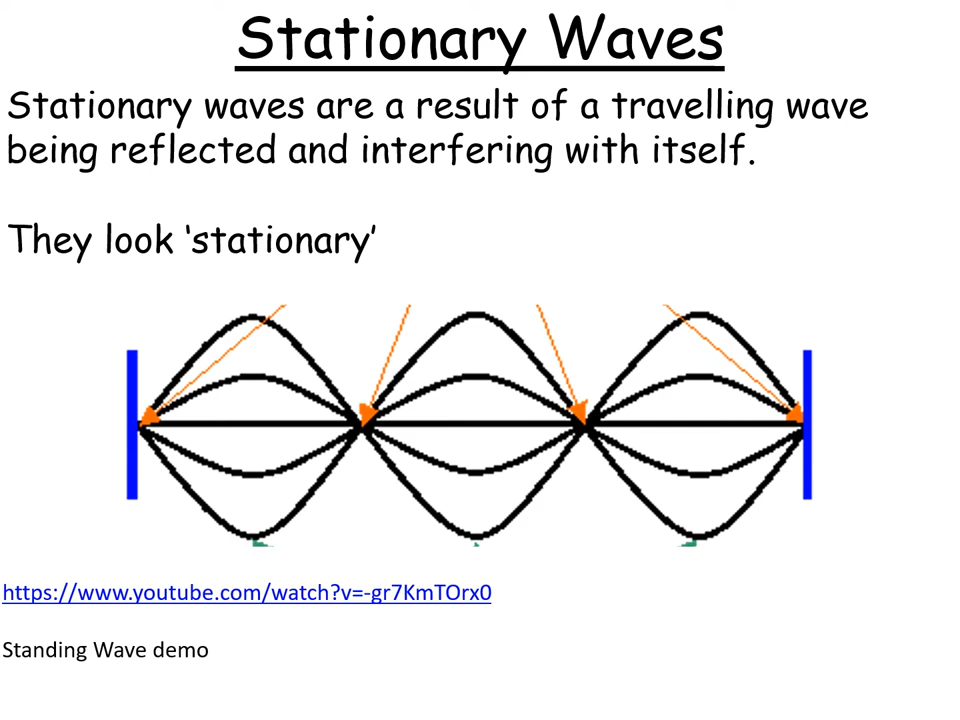 Stationary Waves
Stationary waves are a result of a travelling wave
being reflected and interfering with itself.
They look ‘stationary’
https://www.youtube.com/watch?v=-gr7KmTOrx0
Standing Wave demo